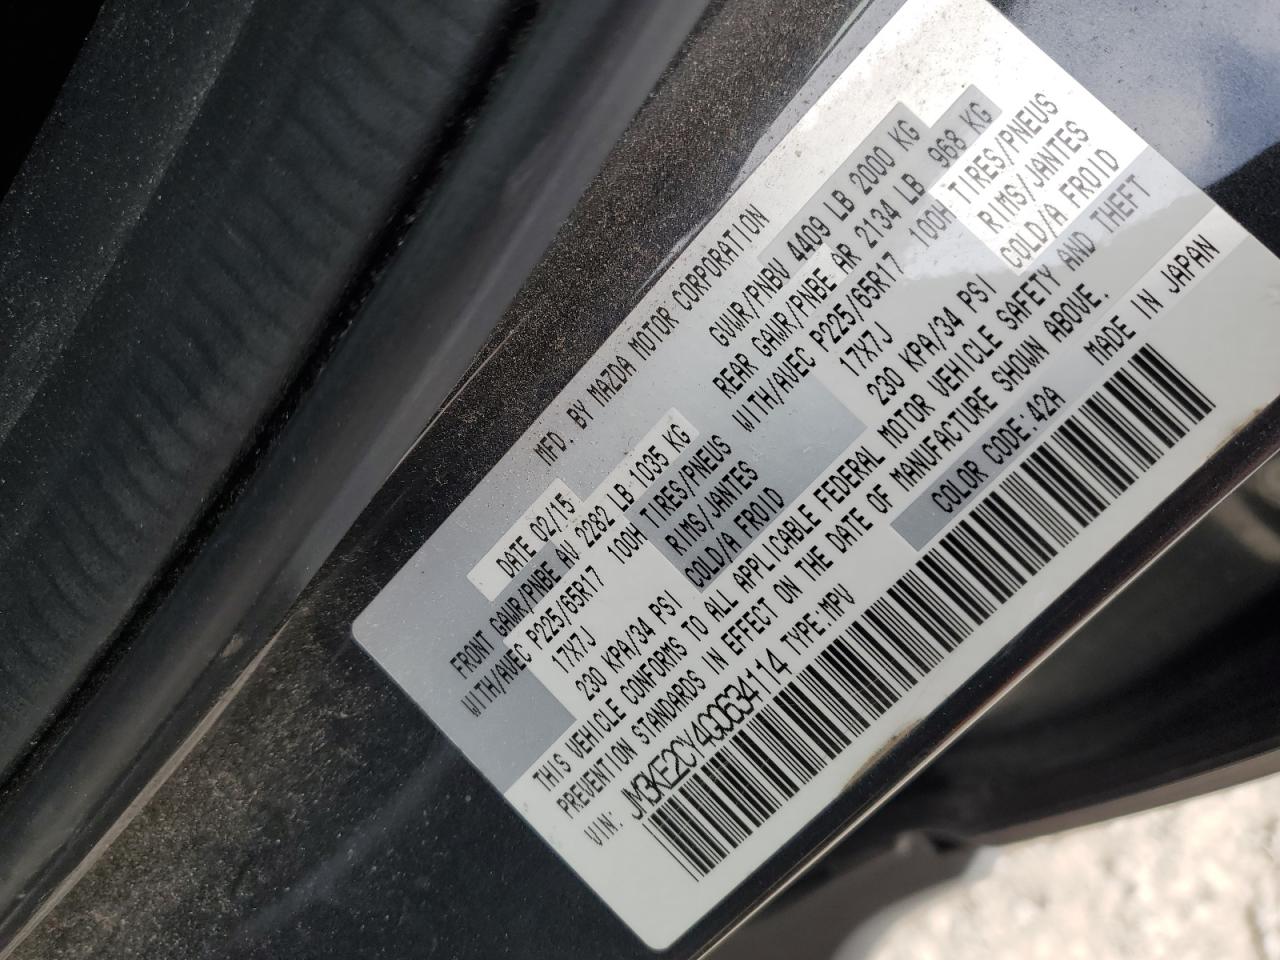 MFD. BY MAZDA MOTOR CORPORATION
DATE 02/15 GVWR/PNBV 4409 LB 2000 KG
FRONT GAWR/PNBE AV 2282 LB 1035 KG REAR GAWR/PNBE AR 2134 LB 968 KG
WITH/AVEC P225/65R17 100H TIRES/PNEUS WITH/AVEC P225/65R17 100H TIRES/PNEUS
17X7J RIMS/JANTES 17X7J RIMS/JANTES
230 KPA/34 PSI COLD/A FROID 230 KPA/34 PSI COLD/A FROID
THIS VEHICLE CONFORMS TO ALL APPLICABLE FEDERAL MOTOR VEHICLE SAFETY AND THEFT
PREVENTION STANDARDS IN EFFECT ON THE DATE OF MANUFACTURE SHOWN ABOVE.
VIN: JM3KE2CY4G0634114 TYPE:MPV COLOR CODE:42A MADE IN JAPAN